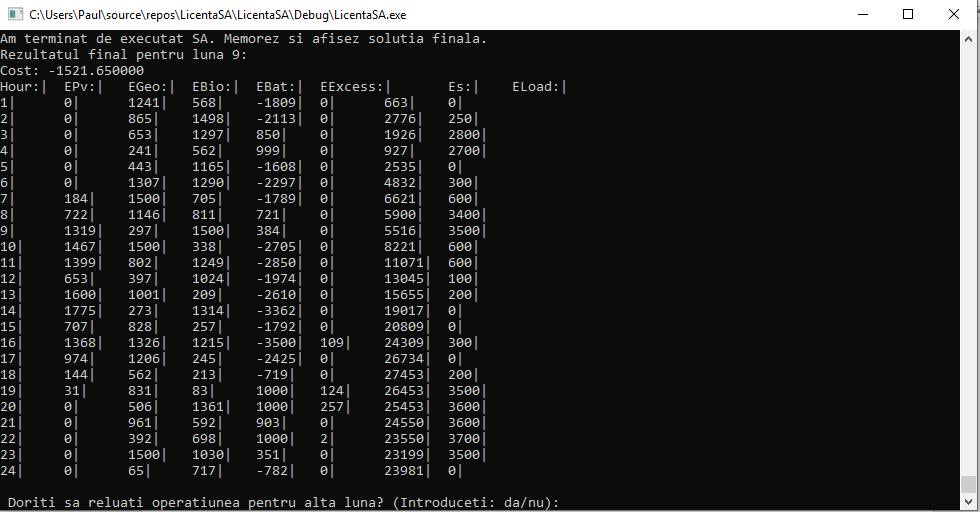 C:\Users\Paul\source\repos\LicentaSA\LicentaSA\Debug\LicentaSA.exe
Am terminat de executat SA. Memorez si afisez solutia finala.
Rezultatul final pentru luna 9:
Cost: -1521.650000
Hour:|  EPv:|   EGeo:|  EBio:|  EBat:|  EExcess:|       Es:|    ELoad:|
1|      0|      1241|   568|    -1809|  0|      663|    0|
2|      0|      865|    1498|   -2113|  0|      2776|   250|
3|      0|      653|    1297|   850|    0|      1926|   2800|
4|      0|      241|    562|    999|    0|      927|    2700|
5|      0|      443|    1165|   -1608|  0|      2535|   0|
6|      0|      1307|   1290|   -2297|  0|      4832|   300|
7|      184|    1500|   705|    -1789|  0|      6621|   600|
8|      722|    1146|   811|    721|    0|      5900|   3400|
9|      1319|   297|    1500|   384|    0|      5516|   3500|
10|     1467|   1500|   338|    -2705|  0|      8221|   600|
11|     1399|   802|    1249|   -2850|  0|      11071|  600|
12|     653|    397|    1024|   -1974|  0|      13045|  100|
13|     1600|   1001|   209|    -2610|  0|      15655|  200|
14|     1775|   273|    1314|   -3362|  0|      19017|  0|
15|     707|    828|    257|    -1792|  0|      20809|  0|
16|     1368|   1326|   1215|   -3500|  109|    24309|  300|
17|     974|    1206|   245|    -2425|  0|      26734|  0|
18|     144|    562|    213|    -719|   0|      27453|  200|
19|     31|     831|    83|     1000|   124|    26453|  3500|
20|     0|      506|    1361|   1000|   257|    25453|  3600|
21|     0|      961|    592|    903|    0|      24550|  3600|
22|     0|      392|    698|    1000|   2|      23550|  3700|
23|     0|      1500|   1030|   351|    0|      23199|  3500|
24|     0|      65|     717|    -782|   0|      23981|  0|
Doriti sa reluati operatiunea pentru alta luna? (Introduceti: da/nu):